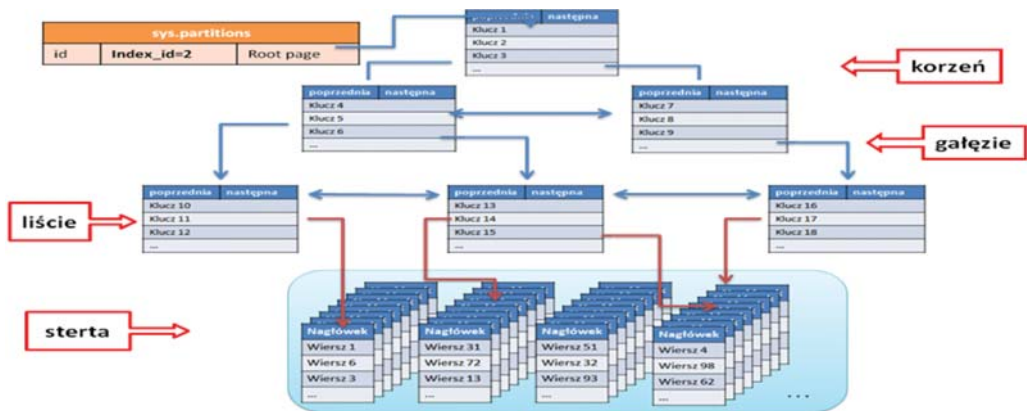 sys.partitions
id Index_id=2 Root page
poprzednia następna
Klucz 1
Klucz 2
Klucz 3
...
korzeń
poprzednia następna
Klucz 4
Klucz 5
Klucz 6
...
poprzednia następna
Klucz 7
Klucz 8
Klucz 9
...
gałęzie
poprzednia następna
Klucz 10
Klucz 11
Klucz 12
...
poprzednia następna
Klucz 13
Klucz 14
Klucz 15
...
poprzednia następna
Klucz 16
Klucz 17
Klucz 18
...
liście
sterta
Nagłówek
Wiersz 1
Wiersz 6
Wiersz 3
...
Nagłówek
Wiersz 31
Wiersz 72
Wiersz 13
...
Nagłówek
Wiersz 51
Wiersz 32
Wiersz 93
...
Nagłówek
Wiersz 4
Wiersz 98
Wiersz 62
...
...